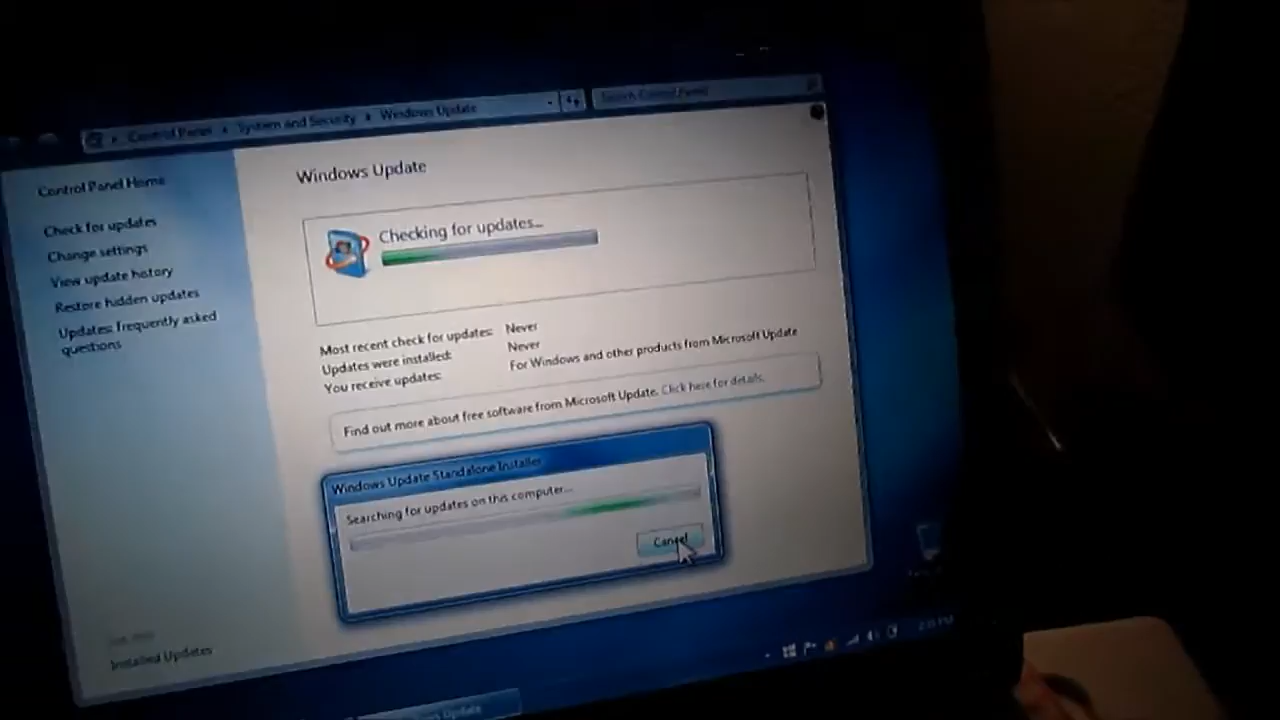 Control Panel System and Security Windows Update
Search Control Panel
Control Panel Home
Check for updates
Change settings
View update history
Restore hidden updates
Updates: frequently asked
questions
Windows Update
Checking for updates...
Most recent check for updates: Never
Updates were installed: Never
You receive updates: For Windows and other products from Microsoft Update
Find out more about free software from Microsoft Update. Click here for details.
Windows Update Standalone Installer
Searching for updates on this computer...
Cancel
Installed Updates
Windows Update